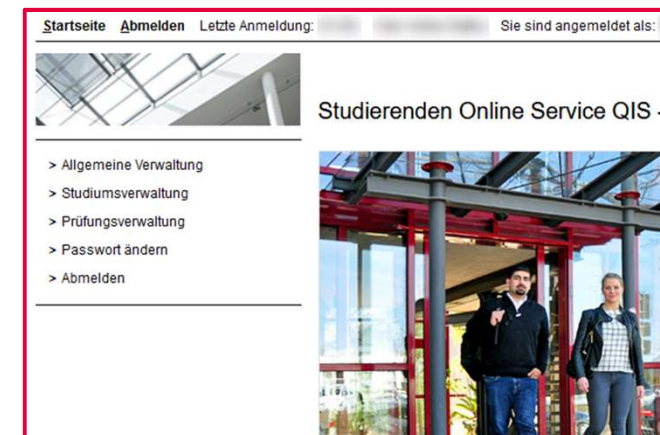 Startseite Abmelden Letzte Anmeldung: Sie sind angemeldet als:
Studierenden Online Service QIS -
> Allgemeine Verwaltung
> Studiumsverwaltung
> Prüfungsverwaltung
> Passwort ändern
> Abmelden